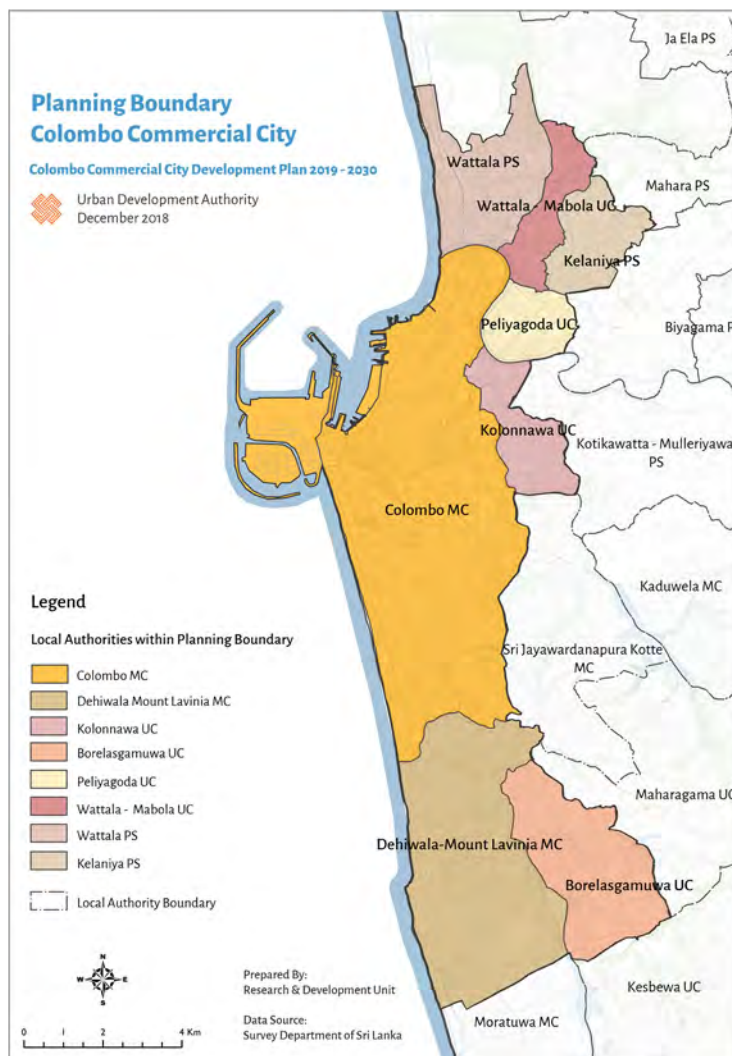 Planning Boundary
Colombo Commercial City
Colombo Commercial City Development Plan 2019 - 2030
Urban Development Authority
December 2018
Ja Ela PS
Wattala PS
Mahara PS
Wattala - Mabola UC
Kelaniya PS
Peliyagoda UC
Biyagama P
Kolonnawa UC
Kotikawatta - Mulleriyawa
PS
Colombo MC
Kaduwela MC
Sri Jayawardanapura Kotte
MC
Maharagama UC
Dehiwala-Mount Lavinia MC
Borelasgamuwa UC
Kesbewa UC
Moratuwa MC
Legend
Local Authorities within Planning Boundary
Colombo MC
Dehiwala Mount Lavinia MC
Kolonnawa UC
Borelasgamuwa UC
Peliyagoda UC
Wattala - Mabola UC
Wattala PS
Kelaniya PS
Local Authority Boundary
N
W E
S
0 1 2 4 Km
Prepared By:
Research & Development Unit
Data Source:
Survey Department of Sri Lanka